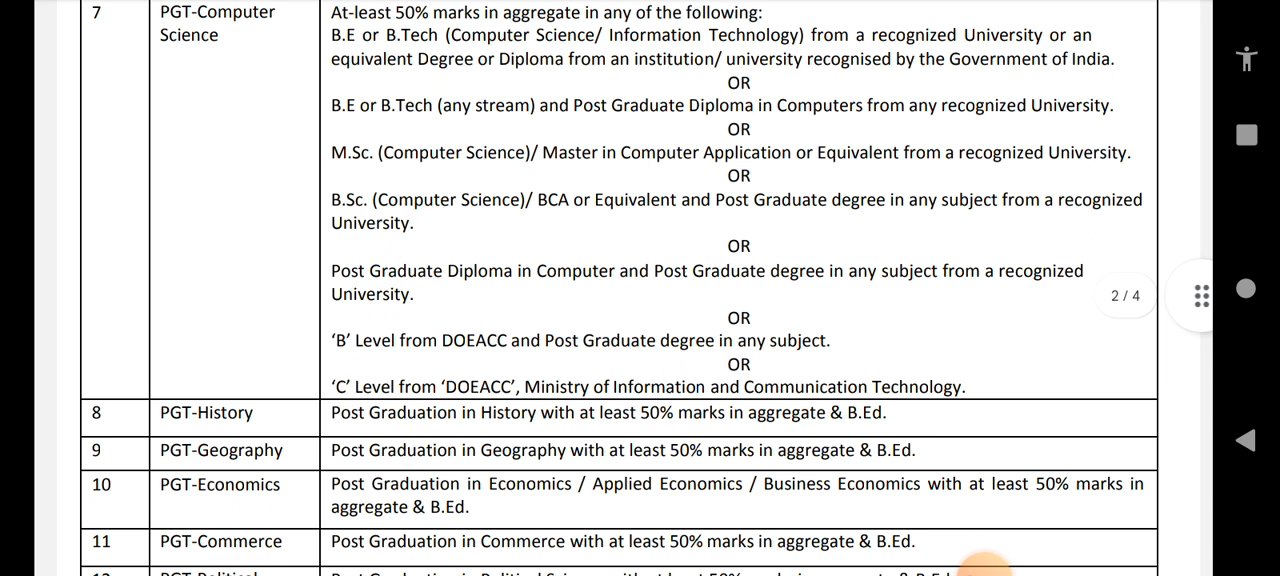 7 PGT-Computer Science At-least 50% marks in aggregate in any of the following:
B.E or B.Tech (Computer Science/ Information Technology) from a recognized University or an
equivalent Degree or Diploma from an institution/ university recognised by the Government of India.
OR
B.E or B.Tech (any stream) and Post Graduate Diploma in Computers from any recognized University.
OR
M.Sc. (Computer Science)/ Master in Computer Application or Equivalent from a recognized University.
OR
B.Sc. (Computer Science)/ BCA or Equivalent and Post Graduate degree in any subject from a recognized
University.
OR
Post Graduate Diploma in Computer and Post Graduate degree in any subject from a recognized
University.
2 / 4
OR
‘B’ Level from DOEACC and Post Graduate degree in any subject.
OR
‘C’ Level from ‘DOEACC’, Ministry of Information and Communication Technology.
8 PGT-History Post Graduation in History with at least 50% marks in aggregate & B.Ed.
9 PGT-Geography Post Graduation in Geography with at least 50% marks in aggregate & B.Ed.
10 PGT-Economics Post Graduation in Economics / Applied Economics / Business Economics with at least 50% marks in
aggregate & B.Ed.
11 PGT-Commerce Post Graduation in Commerce with at least 50% marks in aggregate & B.Ed.